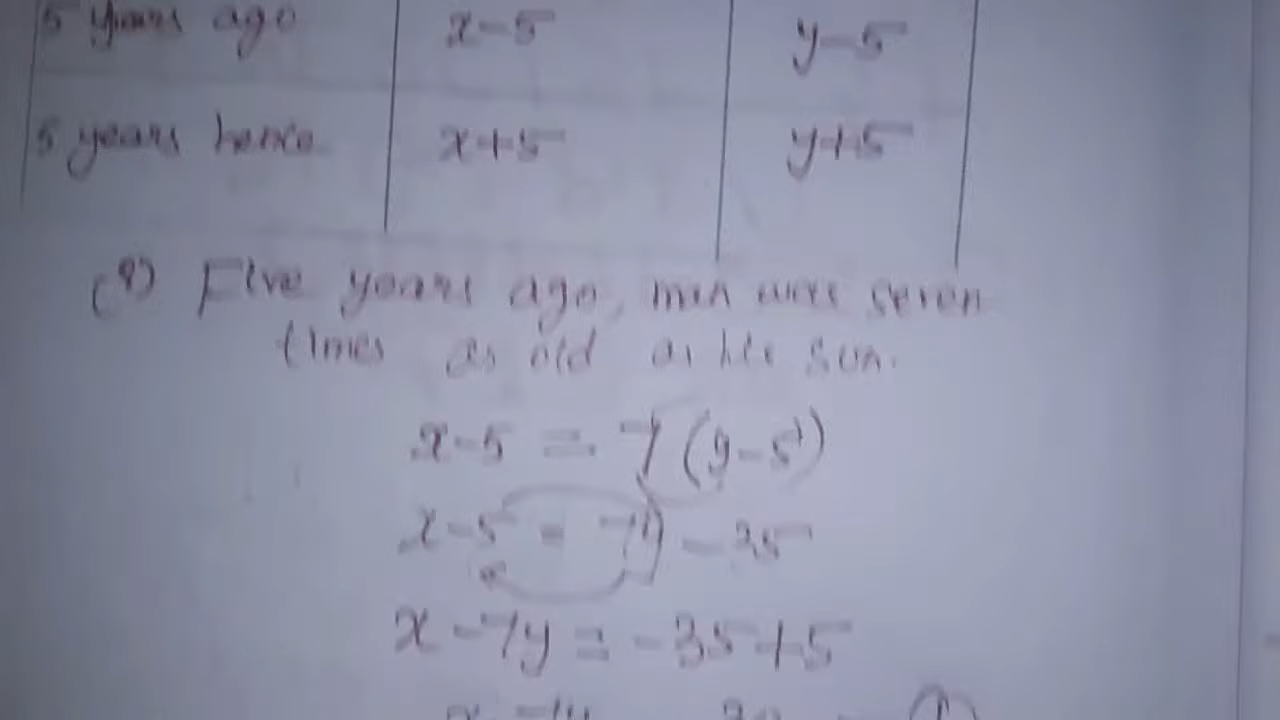 5 years ago x-5 y-5
5 years hence x+5 y+5
Five years ago, man was seven
times as old as his son.
x-5 = 7(y-5)
x-5 = 7y-35
x-7y = -35+5